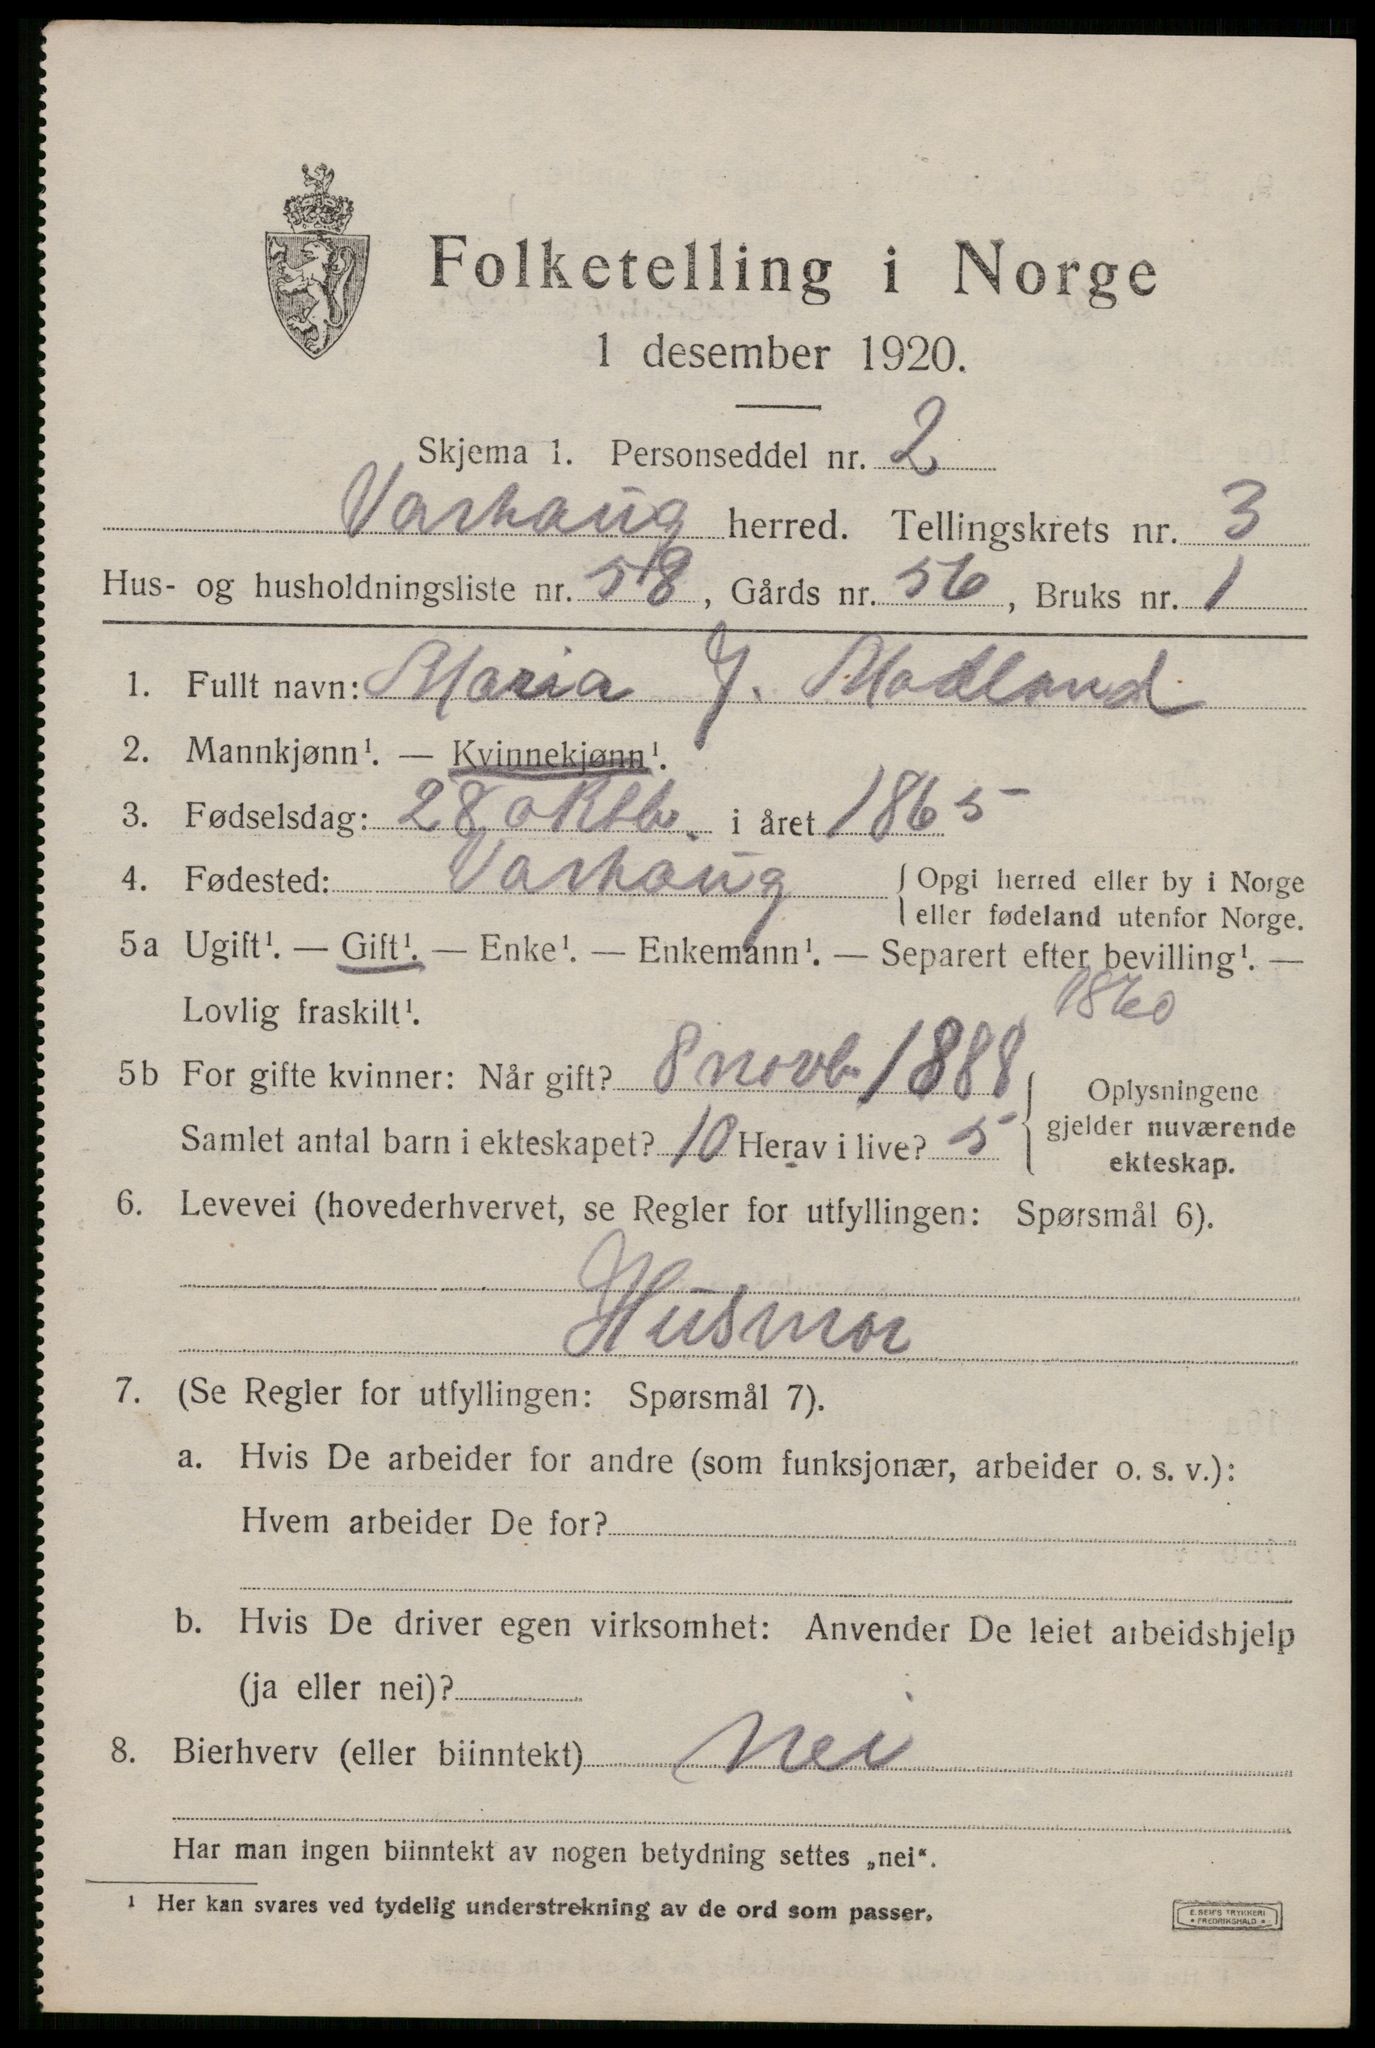 Folketelling i Norge
1 desember 1920.
Skjema 1. Personseddel nr. 2
Varhaug herred. Tellingskrets nr. 3
Hus- og husholdningsliste nr. 58, Gårds nr. 56, Bruks nr. 1
1. Fullt navn: Maria J. Madland
2. Mannkjønn¹. — Kvinnekjønn¹.
3. Fødselsdag: 28 oktb. i året 1865
4. Fødested: Varhaug { Opgi herred eller by i Norge
eller fødeland utenfor Norge.
5a Ugift¹. — Gift¹. — Enke¹. — Enkemann¹. — Separert efter bevilling¹. —
Lovlig fraskilt¹.
5b For gifte kvinner: Når gift? 8 novb 1888
Samlet antal barn i ekteskapet? 10 Herav i live? 5
Oplysningene
gjelder nuværende
ekteskap.
6. Levevei (hovederhvervet, se Regler for utfyllingen: Spørsmål 6).
Husmor
7. (Se Regler for utfyllingen: Spørsmål 7).
a. Hvis De arbeider for andre (som funksjonær, arbeider o. s. v.):
Hvem arbeider De for?
b. Hvis De driver egen virksomhet: Anvender De leiet arbeidshjelp
(ja eller nei)?
8. Bierhverv (eller biinntekt) Nei
Har man ingen biinntekt av nogen betydning settes „nei".
¹ Her kan svares ved tydelig understrekning av de ord som passer.
E. SEM'S TRYKKERI
• FREDRIKSHALD •